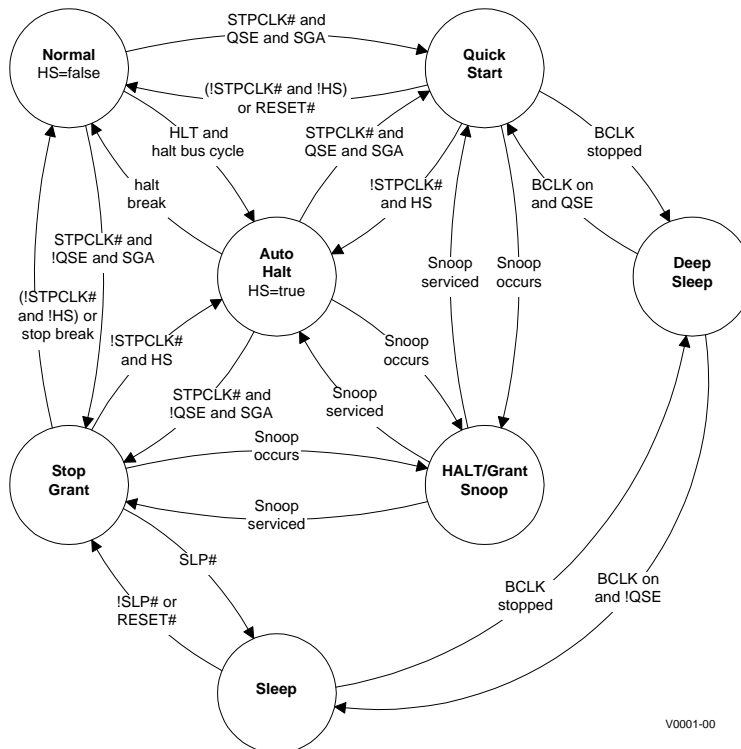 STPCLK# and
QSE and SGA
Normal
HS=false
Quick
Start
(!STPCLK# and !HS)
or RESET#
HLT and
halt bus cycle
STPCLK# and
QSE and SGA
BCLK
stopped
halt
break
!STPCLK#
and HS
BCLK on
and QSE
STPCLK# and
!QSE and SGA
Auto
Halt
HS=true
Snoop
serviced
Snoop
occurs
Deep
Sleep
(!STPCLK#
and !HS) or
stop break
!STPCLK#
and HS
Snoop
occurs
STPCLK# and
!QSE and SGA
Snoop
serviced
Stop
Grant
Snoop
occurs
HALT/Grant
Snoop
Snoop
serviced
SLP#
!SLP# or
RESET#
BCLK
stopped
BCLK on
and !QSE
Sleep
V0001-00